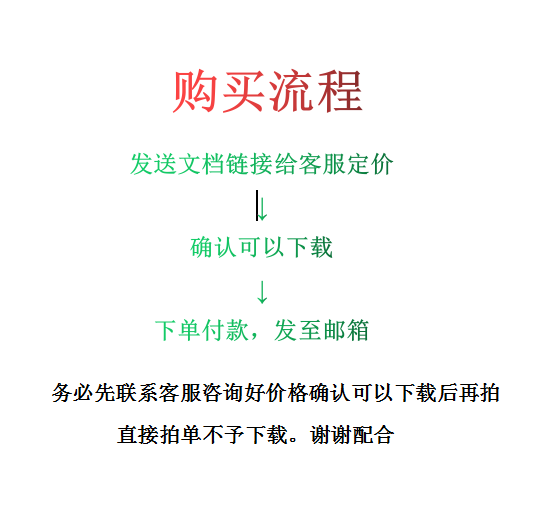 购买流程
发送文档链接给客服定价
↓
确认可以下载
↓
下单付款，发至邮箱
务必先联系客服咨询好价格确认可以下载后再拍
直接拍单不予下载。谢谢配合